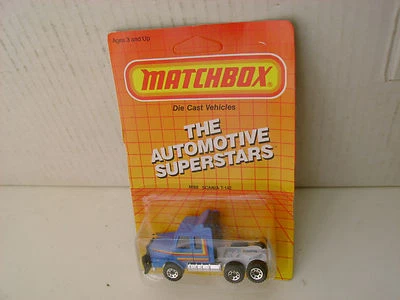 Ages 3 and Up
MATCHBOX
Die Cast Vehicles
THE
AUTOMOTIVE
SUPERSTARS
SCANIA T-142